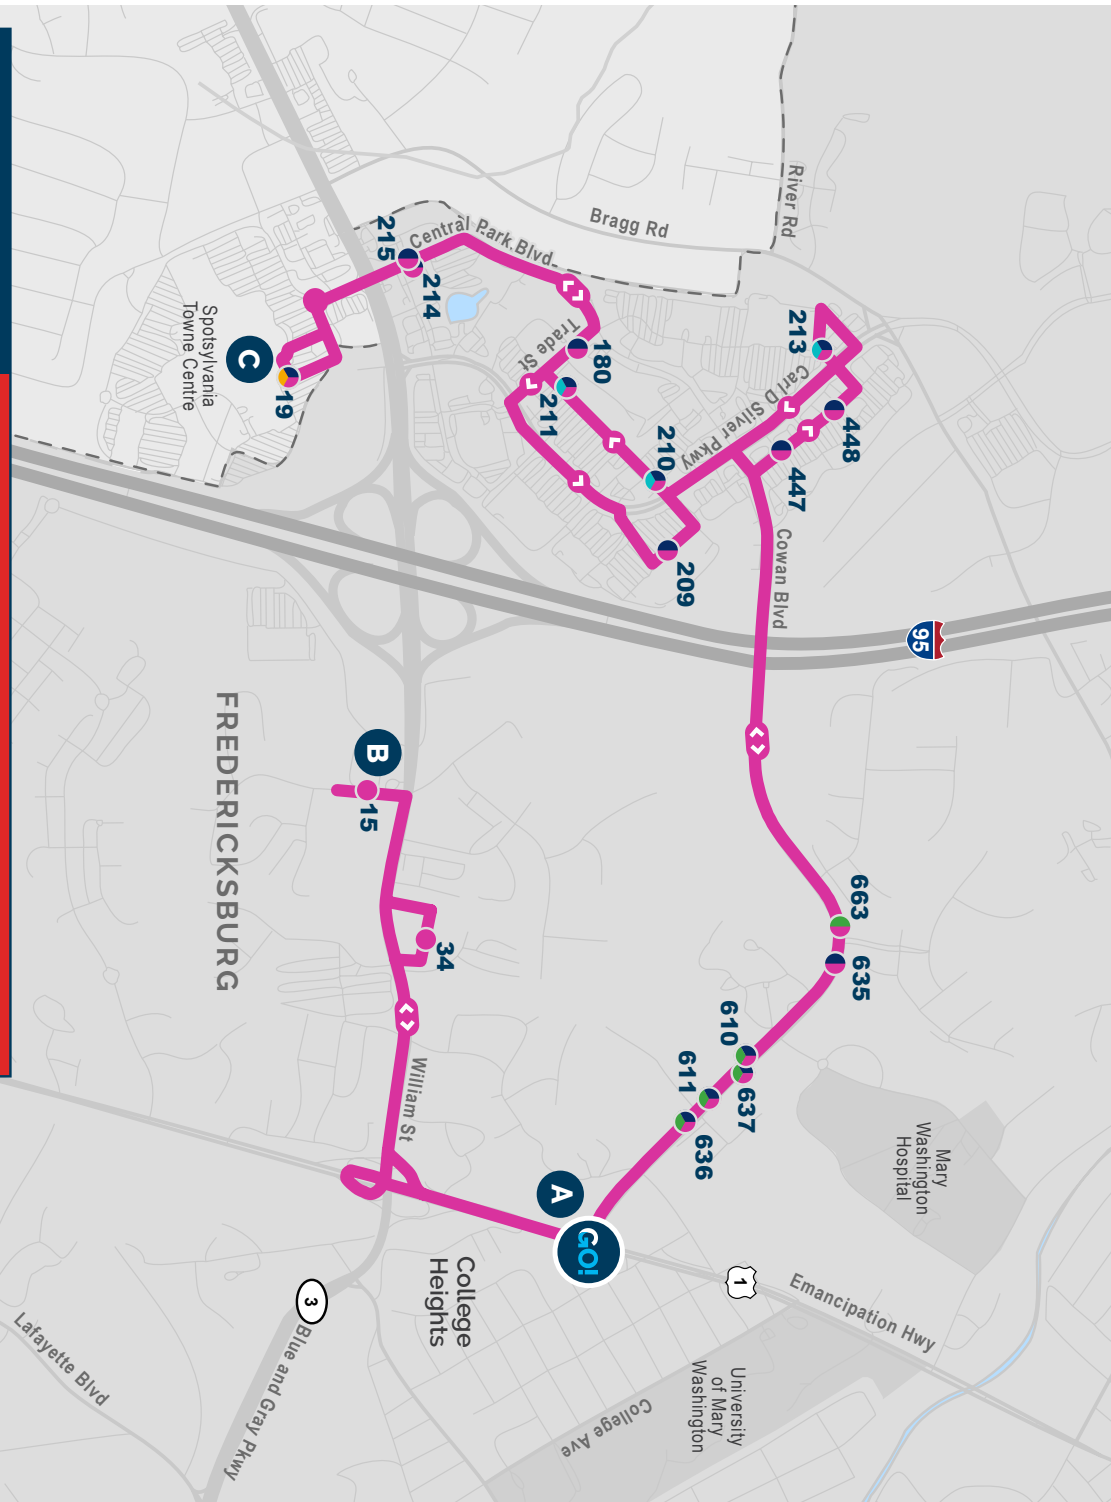 River Rd
Bragg Rd
Central Park Blvd
215
214
Trade St
180
211
210
213
Carl D Silver Pkwy
448
447
209
Cowan Blvd
95
Spotsylvania
Towne Centre
C
19
FREDERICKSBURG
B
15
34
William St
663
635
610
637
611
636
Mary
Washington
Hospital
A
GO!
1
Emancipation Hwy
College
Heights
3
Blue and Gray Pkwy
Lafayette Blvd
College Ave
University
of Mary
Washington